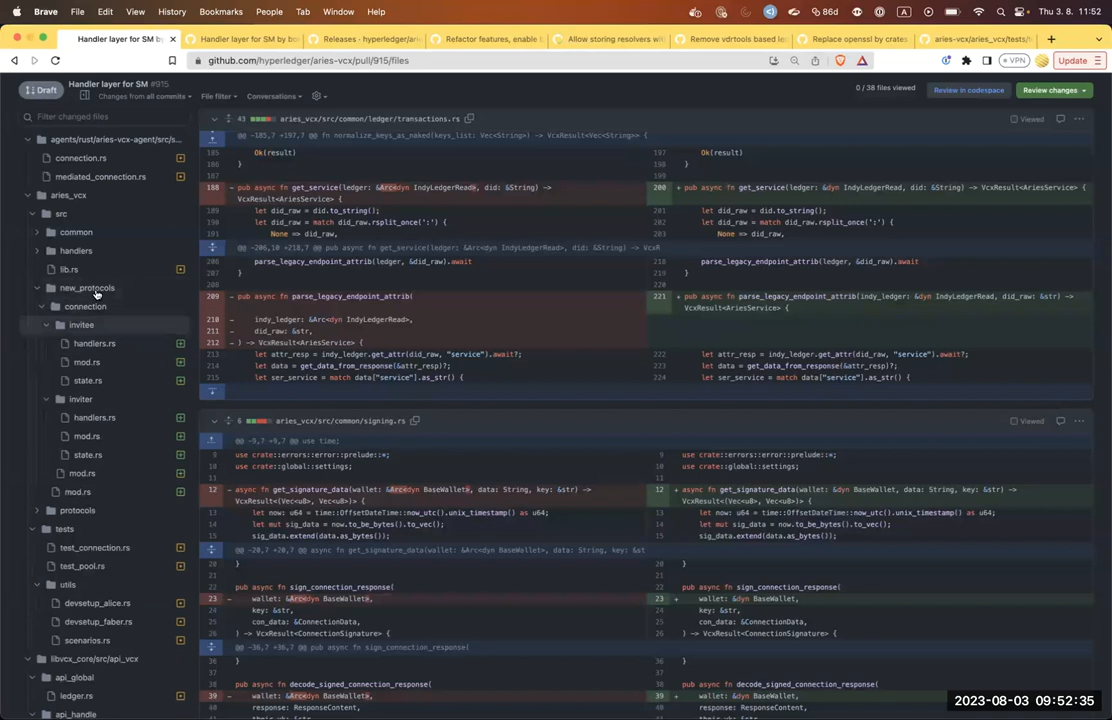 Brave File Edit View History Bookmarks People Tab Window Help 86d A Thu 3. 8. 11:52
Handler layer for SM by b
Handler layer for SM by bo
Releases · hyperledger/ari
Refactor features, enable b
Allow storing resolvers wit
Remove vdrtools based le
Replace openssl by crates
aries-vcx/aries_vcx/tests/t
github.com/hyperledger/aries-vcx/pull/915/files VPN Update
Draft Handler layer for SM #915
Changes from all commits File filter Conversations
0 / 38 files viewed Review in codespace Review changes
Filter changed files
agents/rust/aries-vcx-agent/src/s...
connection.rs
mediated_connection.rs
aries_vcx
src
common
handlers
lib.rs
new_protocols
connection
invitee
handlers.rs
mod.rs
state.rs
inviter
handlers.rs
mod.rs
state.rs
mod.rs
mod.rs
protocols
tests
test_connection.rs
test_pool.rs
utils
devsetup_alice.rs
devsetup_faber.rs
scenarios.rs
libvcx_core/src/api_vcx
api_global
ledger.rs
api_handle
43 aries_vcx/src/common/ledger/transactions.rs Viewed
@@ -185,7 +197,7 @@ fn normalize_keys_as_naked(keys_list: Vec<String>) -> VcxResult<Vec<String>> {
185 Ok(result) 197 Ok(result)
186 } 198 }
187 199
188 - pub async fn get_service(ledger: &Arc<dyn IndyLedgerRead>, did: &String) -> 200 + pub async fn get_service(ledger: &dyn IndyLedgerRead, did: &String) -> VcxResult<AriesService> {
VcxResult<AriesService> {
189 let did_raw = did.to_string(); 201 let did_raw = did.to_string();
190 let did_raw = match did_raw.rsplit_once(':') { 202 let did_raw = match did_raw.rsplit_once(':') {
191 None => did_raw, 203 None => did_raw,
@@ -206,10 +218,7 @@ pub async fn get_service(ledger: &Arc<dyn IndyLedgerRead>, did: &String) -> VcxR
206 parse_legacy_endpoint_attrib(ledger, &did_raw).await 218 parse_legacy_endpoint_attrib(ledger, &did_raw).await
207 } 219 }
208 220
209 - pub async fn parse_legacy_endpoint_attrib( 221 + pub async fn parse_legacy_endpoint_attrib(indy_ledger: &dyn IndyLedgerRead, did_raw: &str) ->
VcxResult<AriesService> {
210 - indy_ledger: &Arc<dyn IndyLedgerRead>,
211 - did_raw: &str,
212 - ) -> VcxResult<AriesService> {
213 let attr_resp = indy_ledger.get_attr(did_raw, "service").await?; 222 let attr_resp = indy_ledger.get_attr(did_raw, "service").await?;
214 let data = get_data_from_response(&attr_resp)?; 223 let data = get_data_from_response(&attr_resp)?;
215 let ser_service = match data["service"].as_str() { 224 let ser_service = match data["service"].as_str() {
6 aries_vcx/src/common/signing.rs Viewed
@@ -9,7 +9,7 @@ use time;
9 use crate::errors::error::prelude::*; 9 use crate::errors::error::prelude::*;
10 use crate::global::settings; 10 use crate::global::settings;
11 11
12 - async fn get_signature_data(wallet: &Arc<dyn BaseWallet>, data: String, key: &str) -> 12 + async fn get_signature_data(wallet: &dyn BaseWallet, data: String, key: &str) ->
VcxResult<(Vec<u8>, Vec<u8>)> { VcxResult<(Vec<u8>, Vec<u8>)> {
13 let now: u64 = time::OffsetDateTime::now_utc().unix_timestamp() as u64; 13 let now: u64 = time::OffsetDateTime::now_utc().unix_timestamp() as u64;
14 let mut sig_data = now.to_be_bytes().to_vec(); 14 let mut sig_data = now.to_be_bytes().to_vec();
15 sig_data.extend(data.as_bytes()); 15 sig_data.extend(data.as_bytes());
@@ -20,7 +20,7 @@ async fn get_signature_data(wallet: &Arc<dyn BaseWallet>, data: String, key: &st
20 } 20 }
21 21
22 pub async fn sign_connection_response( 22 pub async fn sign_connection_response(
23 - wallet: &Arc<dyn BaseWallet>, 23 + wallet: &dyn BaseWallet,
24 key: &str, 24 key: &str,
25 con_data: &ConnectionData, 25 con_data: &ConnectionData,
26 ) -> VcxResult<ConnectionSignature> { 26 ) -> VcxResult<ConnectionSignature> {
@@ -36,7 +36,7 @@ pub async fn sign_connection_response(
36 } 36 }
37 37
38 pub async fn decode_signed_connection_response( 38 pub async fn decode_signed_connection_response(
39 - wallet: &Arc<dyn BaseWallet>, 39 + wallet: &dyn BaseWallet,
40 response: ResponseContent, 40 response: ResponseContent,
2023-08-03 09:52:35